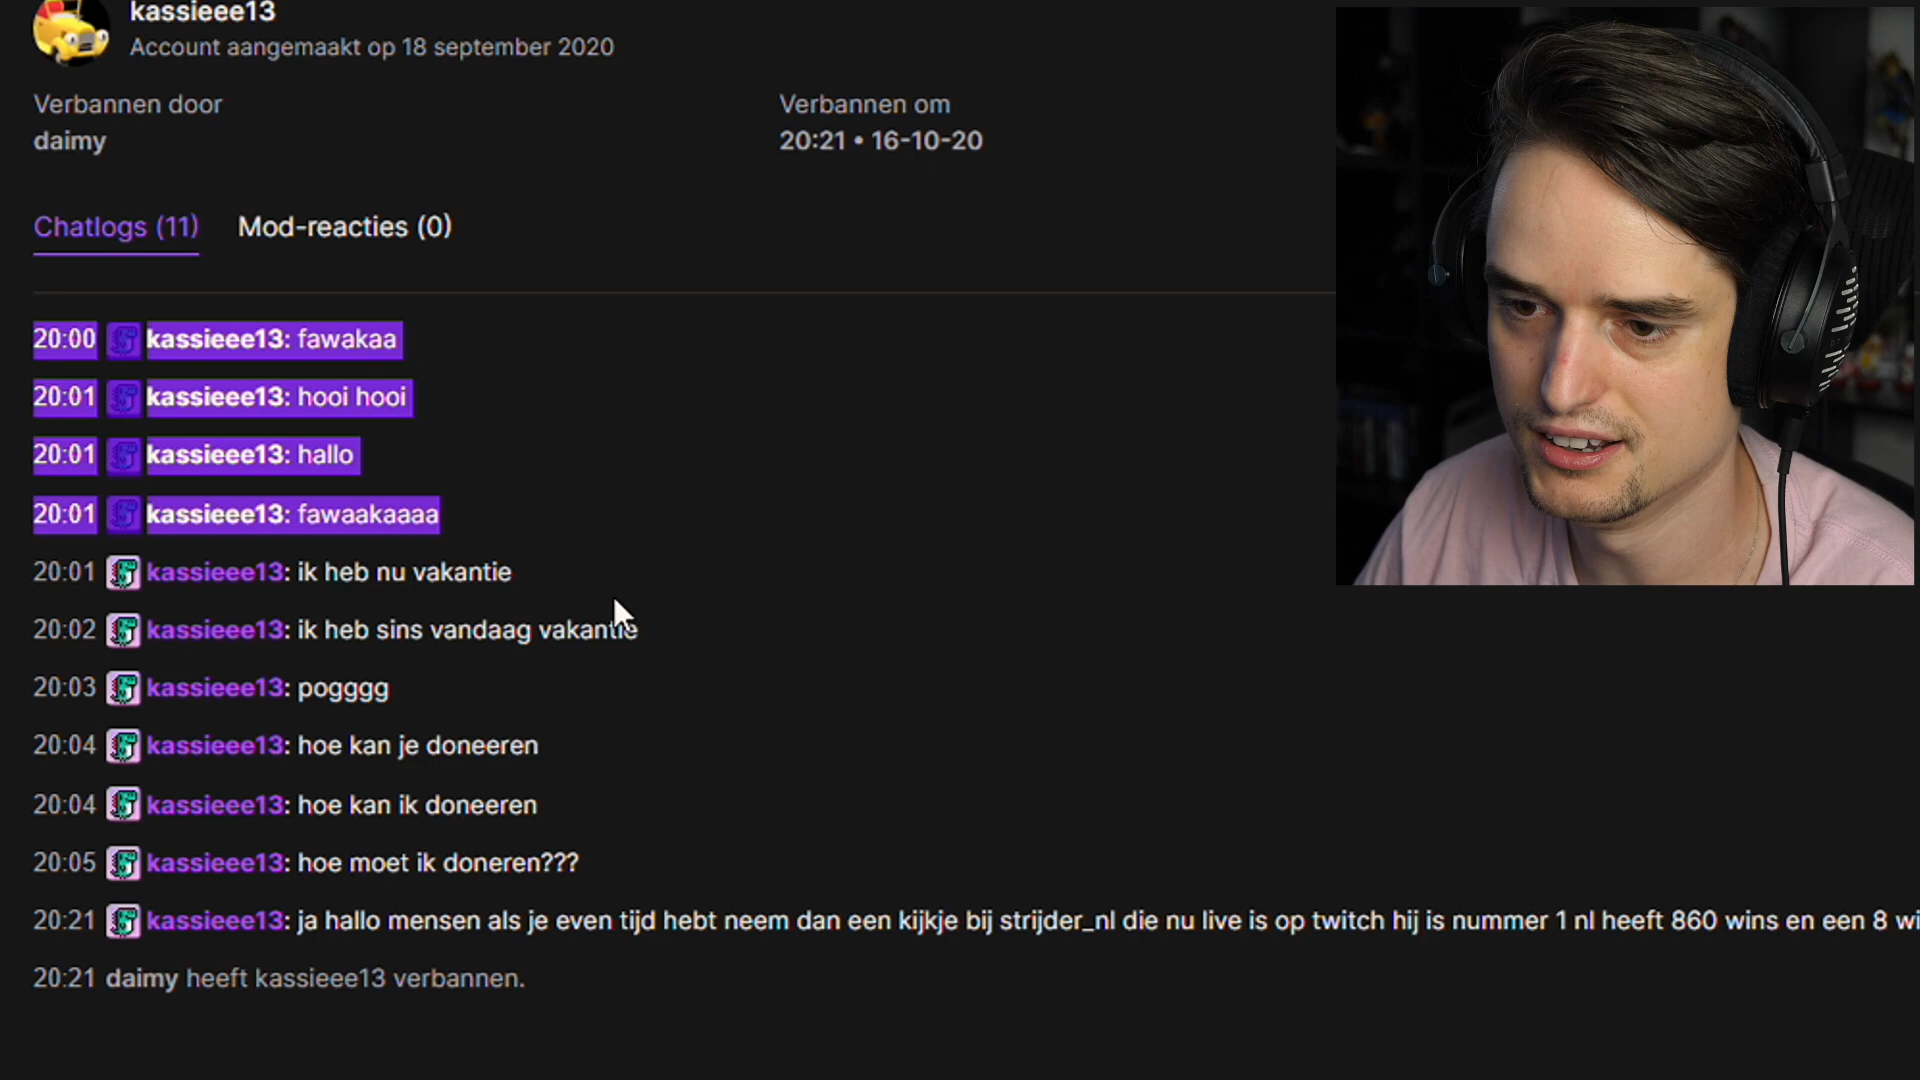 kassieee13
Account aangemaakt op 18 september 2020
Verbannen door
Verbannen om
daimy
20:21 • 16-10-20
Chatlogs (11)
Mod-reacties (0)
20:00 kassieee13: fawakaa
20:01 kassieee13: hooi hooi
20:01 kassieee13: hallo
20:01 kassieee13: fawaakaaaa
20:01 kassieee13: ik heb nu vakantie
20:02 kassieee13: ik heb sins vandaag vakantie
20:03 kassieee13: pogggg
20:04 kassieee13: hoe kan je doneeren
20:04 kassieee13: hoe kan ik doneeren
20:05 kassieee13: hoe moet ik doneren???
20:21 kassieee13: ja hallo mensen als je even tijd hebt neem dan een kijkje bij strijder_nl die nu live is op twitch hij is nummer 1 nl heeft 860 wins en een 8
20:21 daimy heeft kassieee13 verbannen.